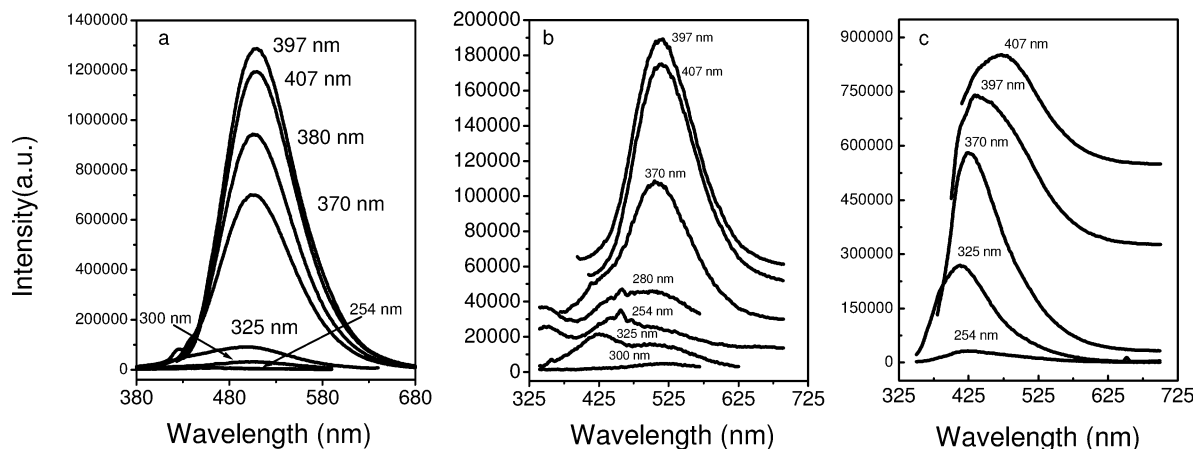 Intensity(a.u.)
a
1400000
1200000
1000000
800000
600000
400000
200000
0
397 nm
407 nm
380 nm
370 nm
300 nm
325 nm
254 nm
380
480
580
680
Wavelength (nm)
b
200000
180000
160000
140000
120000
100000
80000
60000
40000
20000
0
397 nm
407 nm
370 nm
280 nm
254 nm
325 nm
300 nm
325
425
525
625
725
Wavelength (nm)
c
900000
750000
600000
450000
300000
150000
0
407 nm
397 nm
370 nm
325 nm
254 nm
325
425
525
625
725
Wavelength (nm)